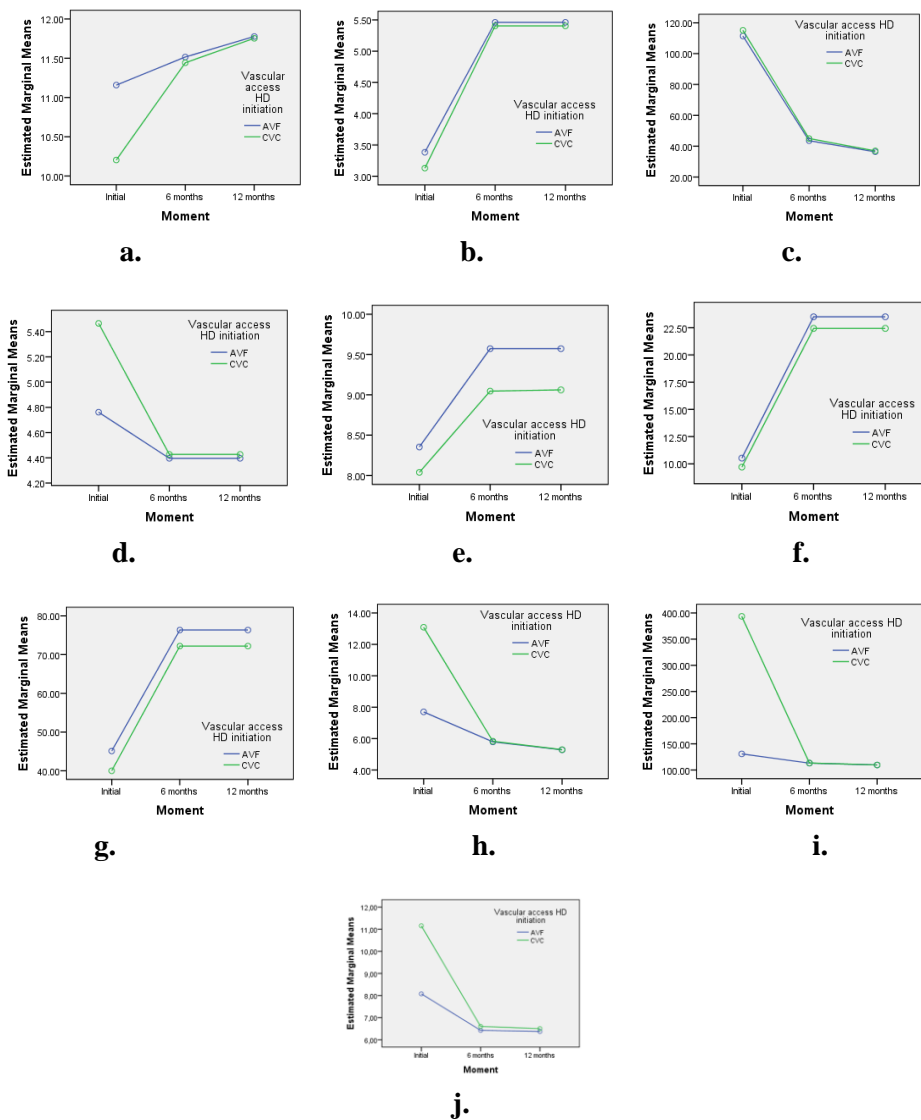 Estimated Marginal Means
12.00
11.50
11.00
10.50
10.00
Vascular
access
HD
initiation
AVF
CVC
Initial
6 months
12 months
Moment
a.
Estimated Marginal Means
5.50
5.00
4.50
4.00
3.50
3.00
Vascular access
HD initiation
AVF
CVC
Initial
6 months
12 months
Moment
b.
Estimated Marginal Means
120.00
100.00
80.00
60.00
40.00
20.00
Vascular access HD
initiation
AVF
CVC
Initial
6 months
12 months
Moment
c.
Estimated Marginal Means
5.40
5.20
5.00
4.80
4.60
4.40
4.20
Vascular access HD
initiation
AVF
CVC
Initial
6 months
12 months
Moment
d.
Estimated Marginal Means
10.00
9.50
9.00
8.50
8.00
Vascular access HD
initiation
AVF
CVC
Initial
6 months
12 months
Moment
e.
Estimated Marginal Means
22.50
20.00
17.50
15.00
12.50
10.00
Vascular access
HD initiation
AVF
CVC
Initial
6 months
12 months
Moment
f.
Estimated Marginal Means
80.00
70.00
60.00
50.00
40.00
Vascular access
HD initiation
AVF
CVC
Initial
6 months
12 months
Moment
g.
Estimated Marginal Means
14.00
12.00
10.00
8.00
6.00
4.00
Vascular access HD
initiation
AVF
CVC
Initial
6 months
12 months
Moment
h.
Estimated Marginal Means
400.00
350.00
300.00
250.00
200.00
150.00
100.00
Vascular access HD
initiation
AVF
CVC
Initial
6 months
12 months
Moment
i.
Estimated Marginal Means
12,00
11,00
10,00
9,00
8,00
7,00
6,00
Vascular access HD
initiation
AVF
CVC
Initial
6 months
12 months
Moment
j.